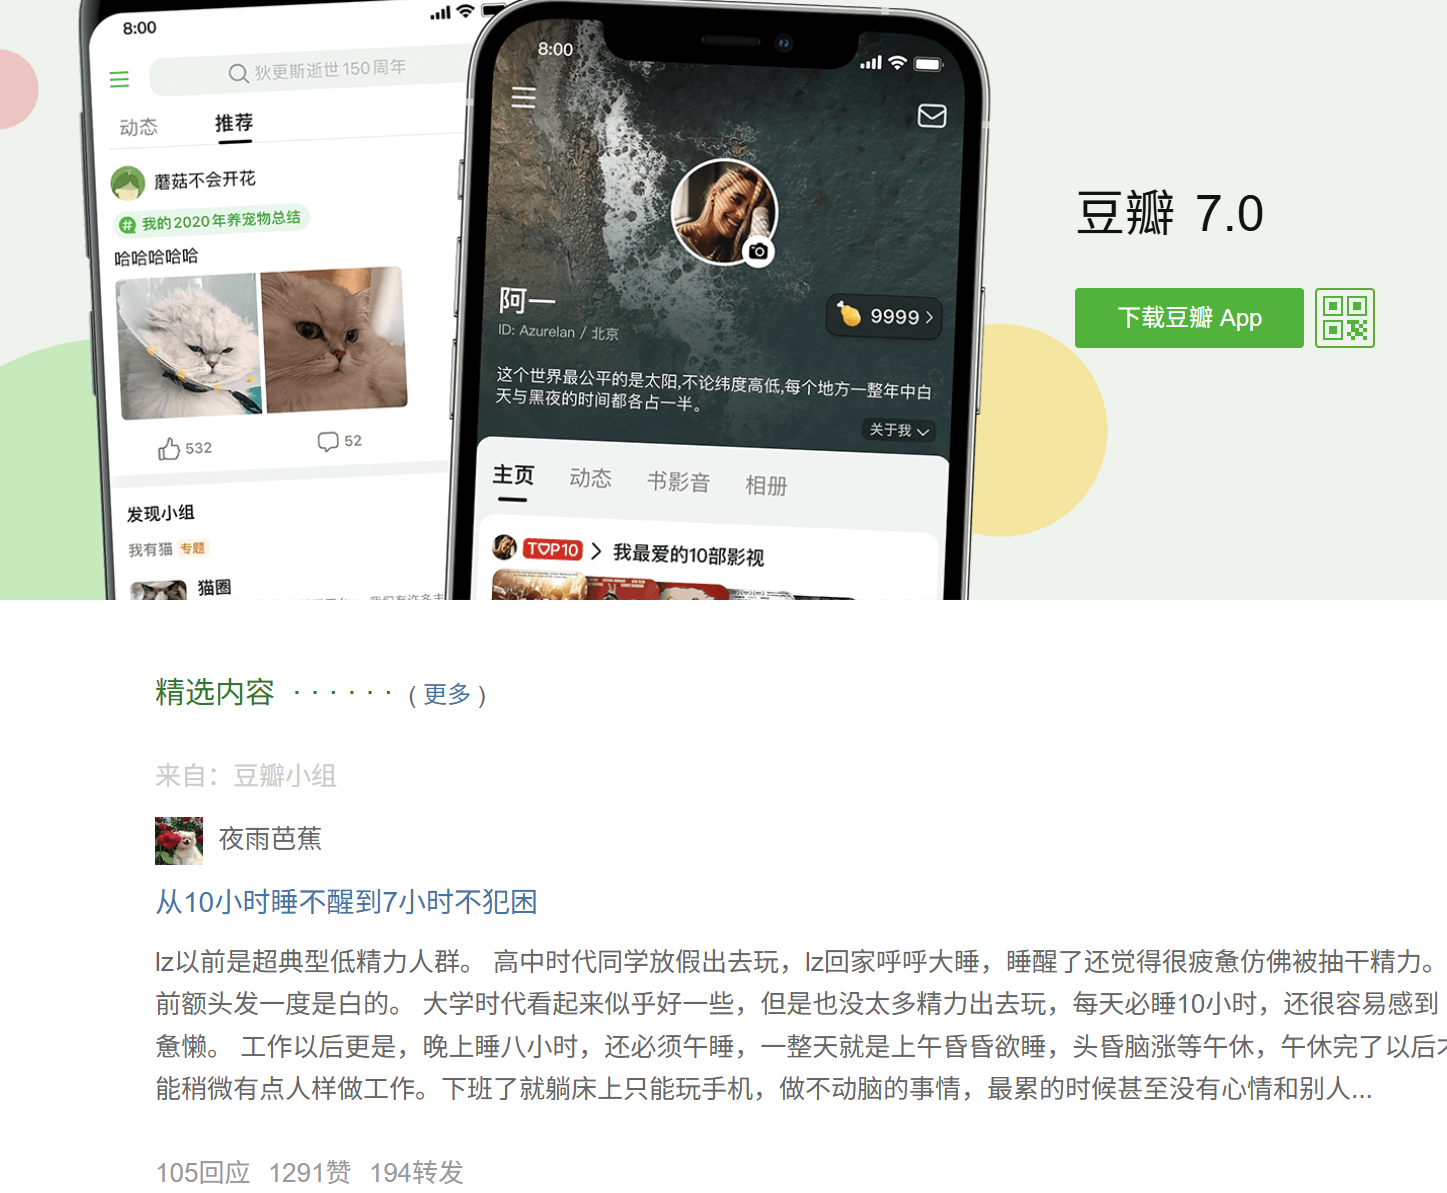 8:00
狄更斯逝世150周年
动态
推荐
蘑菇不会开花
我的2020年养宠物总结
哈哈哈哈哈
532
52
发现小组
我有猫 专题
猫圈
8:00
阿一
ID: Azurelan / 北京
9999
这个世界最公平的是太阳,不论纬度高低,每个地方一整年中白
天与黑夜的时间都各占一半。
关于我
主页 动态 书影音 相册
TOP10
我最爱的10部影视
豆瓣 7.0
下载豆瓣 App
精选内容 · · · · · · ( 更多 )
来自：豆瓣小组
夜雨芭蕉
从10小时睡不醒到7小时不犯困
lz以前是超典型低精力人群。 高中时代同学放假出去玩，lz回家呼呼大睡，睡醒了还觉得很疲惫仿佛被抽干精力。
前额头发一度是白的。 大学时代看起来似乎好一些，但是也没太多精力出去玩，每天必睡10小时，还很容易感到
惫懒。 工作以后更是，晚上睡八小时，还必须午睡，一整天就是上午昏昏欲睡，头昏脑涨等午休，午休完了以后才
能稍微有点人样做工作。下班了就躺床上只能玩手机，做不动脑的事情，最累的时候甚至没有心情和别人...
105回应 1291赞 194转发